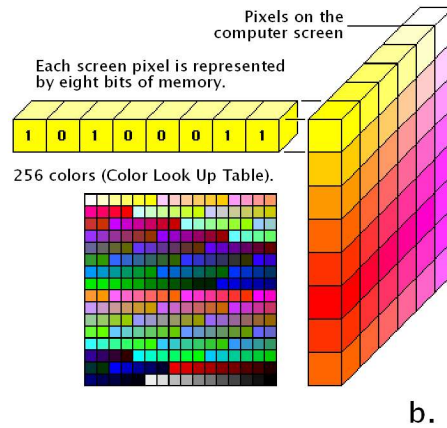 Pixels on the
computer screen
Each screen pixel is represented
by eight bits of memory.
1 0 1 0 0 0 1 1
256 colors (Color Look Up Table).
b.